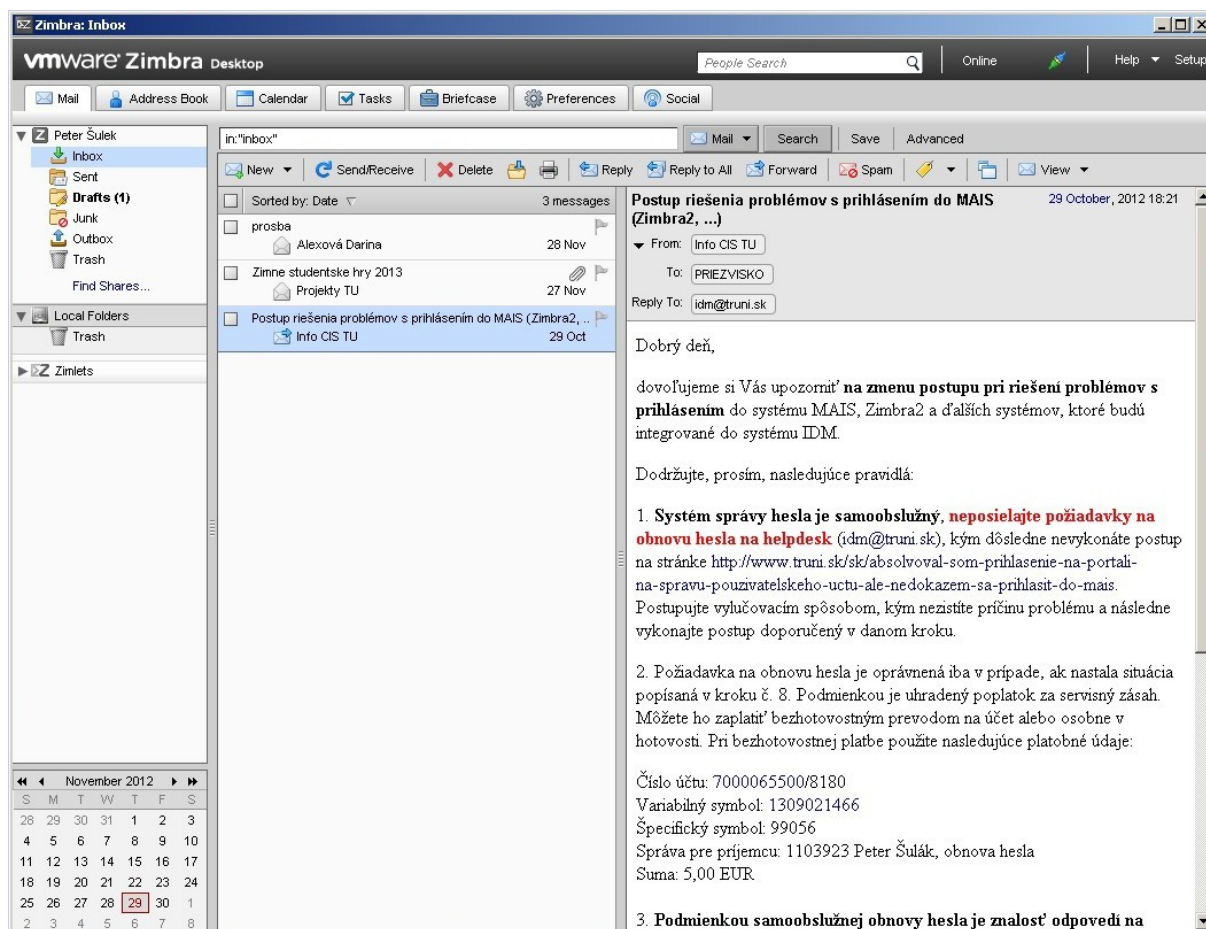 Zimbra: Inbox
vmware Zimbra Desktop
People Search
Online
Help
Setup
Mail
Address Book
Calendar
Tasks
Briefcase
Preferences
Social
Peter Šulek
Inbox
Sent
Drafts (1)
Junk
Outbox
Trash
Find Shares...
Local Folders
Trash
Zimlets
in:"inbox"
Mail
Search
Save
Advanced
New
Send/Receive
Delete
Reply
Reply to All
Forward
Spam
View
Sorted by: Date
3 messages
prosba
Alexová Darina
28 Nov
Zimne studentske hry 2013
Projekty TU
27 Nov
Postup riešenia problémov s prihlásením do MAIS (Zimbra2, ..
Info CIS TU
29 Oct
Postup riešenia problémov s prihlásením do MAIS
(Zimbra2, ...)
29 October, 2012 18:21
From: Info CIS TU
To: PRIEZVISKO
Reply To: idm@truni.sk
Dobrý deň,
dovoľujeme si Vás upozorniť na zmenu postupu pri riešení problémov s
prihlásením do systému MAIS, Zimbra2 a ďalších systémov, ktoré budú
integrované do systému IDM.
Dodržujte, prosím, nasledujúce pravidlá:
1. Systém správy hesla je samoobslužný, neposielajte požiadavky na
obnovu hesla na helpdesk (idm@truni.sk), kým dôsledne nevykonáte postup
na stránke http://www.truni.sk/sk/absolvoval-som-prihlasenie-na-portali-
na-spravu-pouzivatelskeho-uctu-ale-nedokazem-sa-prihlasit-do-mais.
Postupujte vylučovacím spôsobom, kým nezistíte príčinu problému a následne
vykonajte postup doporučený v danom kroku.
2. Požiadavka na obnovu hesla je oprávnená iba v prípade, ak nastala situácia
popísaná v kroku č. 8. Podmienkou je uhradený poplatok za servisný zásah.
Môžete ho zaplatiť bezhotovostným prevodom na účet alebo osobne v
hotovosti. Pri bezhotovostnej platbe použite nasledujúce platobné údaje:
Číslo účtu: 7000065500/8180
Variabilný symbol: 1309021466
Špecifický symbol: 99056
Správa pre príjemcu: 1103923 Peter Šulák, obnova hesla
Suma: 5,00 EUR
3. Podmienkou samoobslužnej obnovy hesla je znalosť odpovedí na
November 2012
S M T W T F S
28 29 30 31 1 2 3
4 5 6 7 8 9 10
11 12 13 14 15 16 17
18 19 20 21 22 23 24
25 26 27 28 29 30 1
2 3 4 5 6 7 8